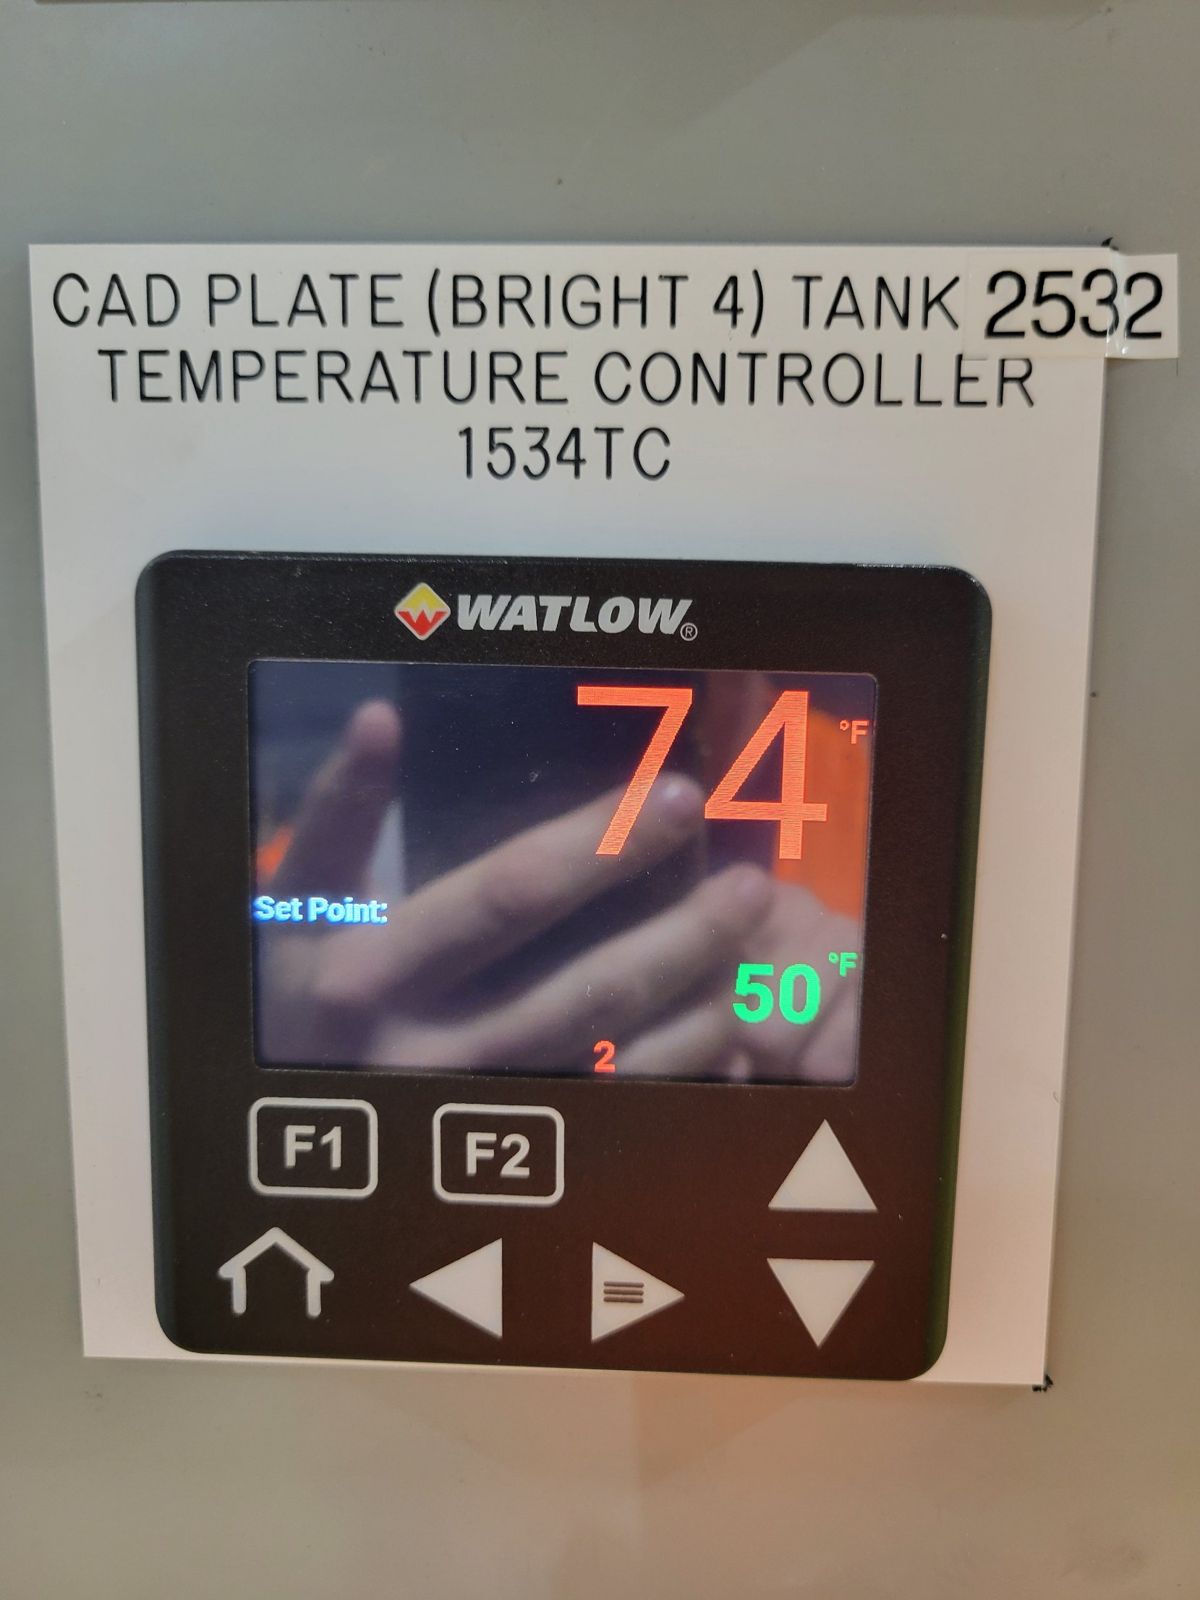 CAD PLATE (BRIGHT 4) TANK 2532
TEMPERATURE CONTROLLER
1534TC
WATLOW®
74 °F
Set Point:
50 °F
2
F1 F2